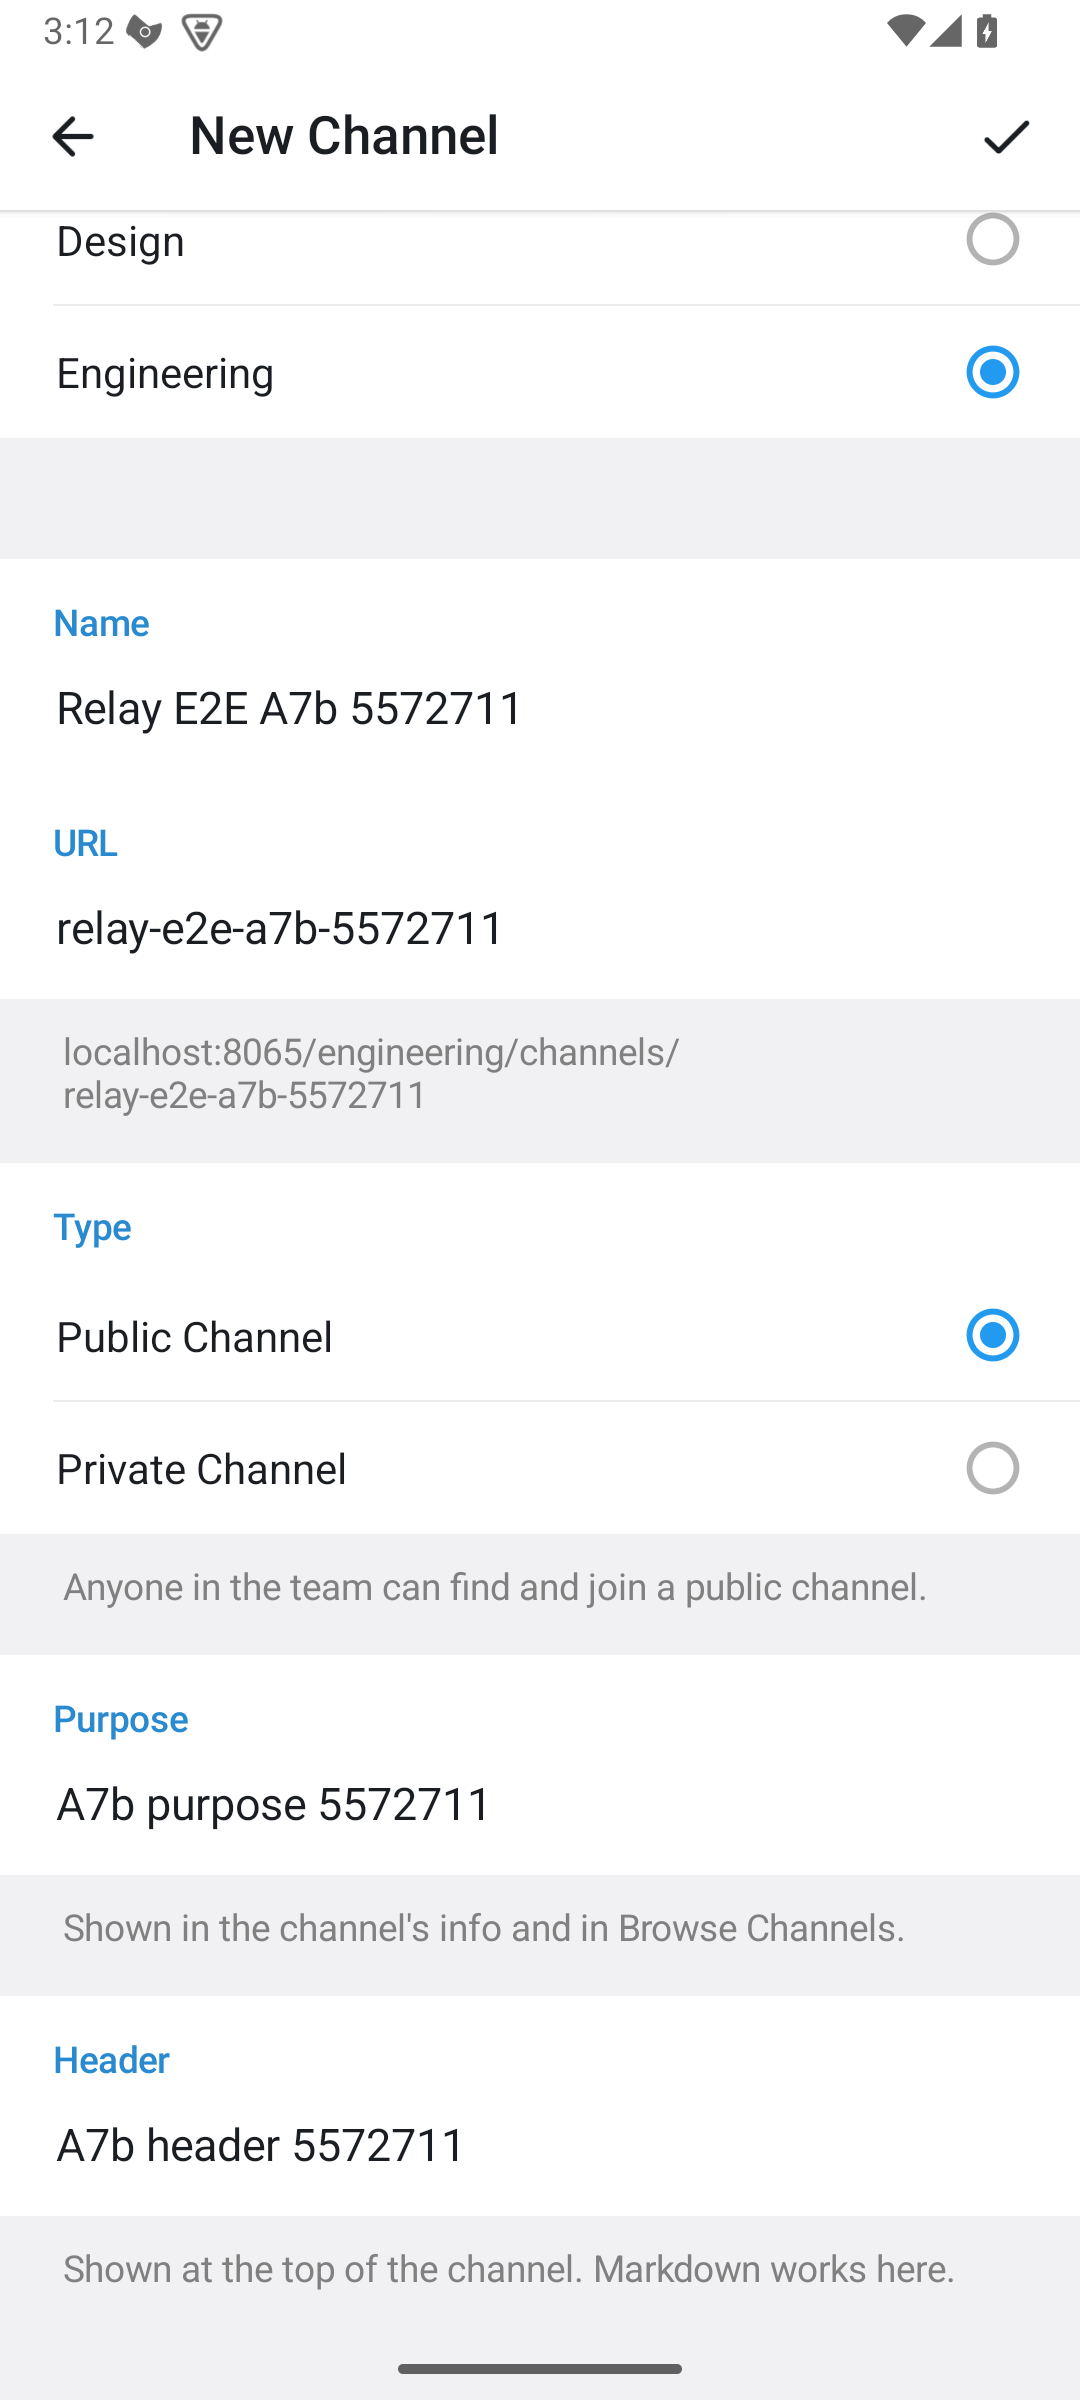 3:12
New Channel
Design
Engineering
Name
Relay E2E A7b 5572711
URL
relay-e2e-a7b-5572711
localhost:8065/engineering/channels/
relay-e2e-a7b-5572711
Type
Public Channel
Private Channel
Anyone in the team can find and join a public channel.
Purpose
A7b purpose 5572711
Shown in the channel's info and in Browse Channels.
Header
A7b header 5572711
Shown at the top of the channel. Markdown works here.